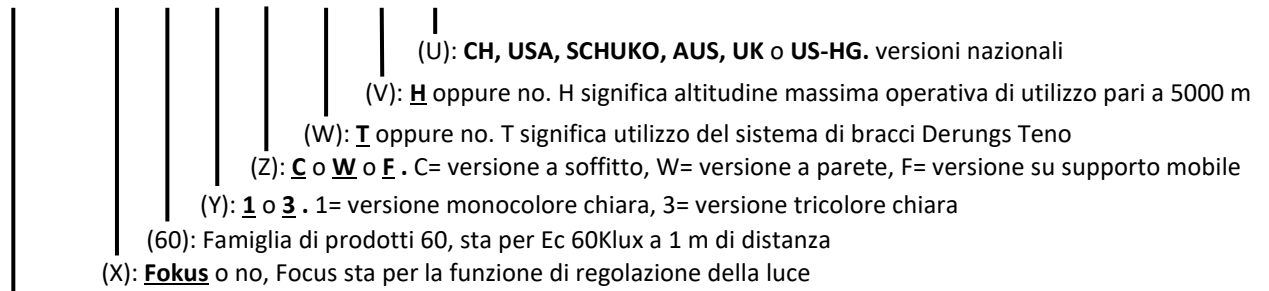 (U): CH, USA, SCHUKO, AUS, UK o US-HG. versioni nazionali
(V): H oppure no. H significa altitudine massima operativa di utilizzo pari a 5000 m
(W): T oppure no. T significa utilizzo del sistema di bracci Derungs Teno
(Z): C o W o F . C= versione a soffitto, W= versione a parete, F= versione su supporto mobile
(Y): 1 o 3 . 1= versione monocolore chiara, 3= versione tricolore chiara
(60): Famiglia di prodotti 60, sta per Ec 60Klux a 1 m di distanza
(X): Fokus o no, Focus sta per la funzione di regolazione della luce